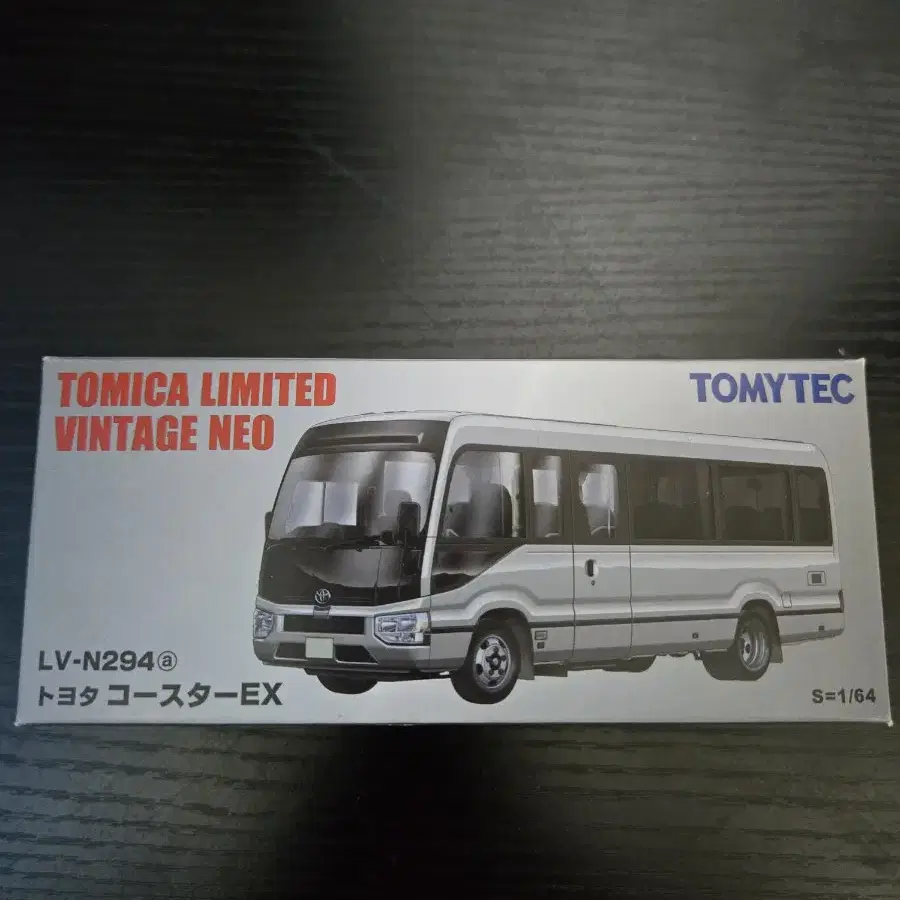 TOMICA LIMITED
VINTAGE NEO
TOMYTEC
LV-N294ⓐ
トヨタ コースターEX
S=1/64